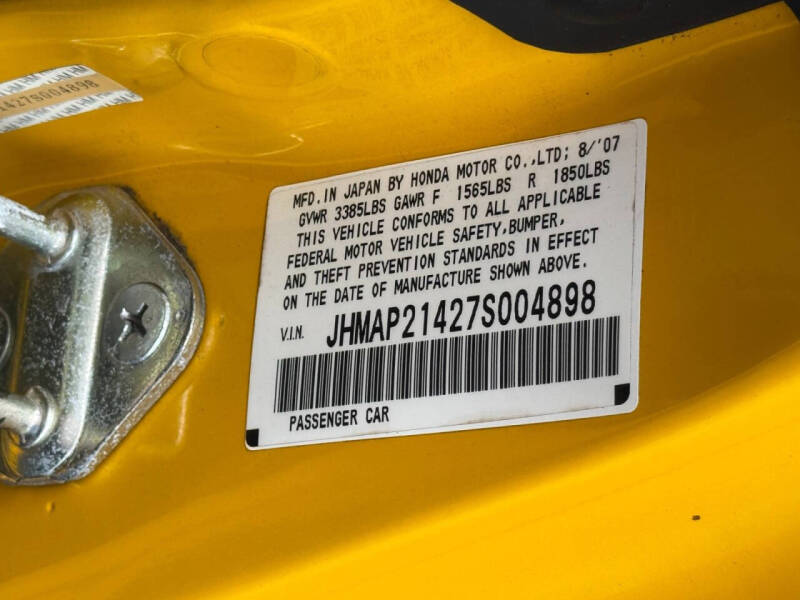 1427S004898
MFD.IN JAPAN BY HONDA MOTOR CO.,LTD; 8/'07
GVWR 3385LBS GAWR F 1565LBS R 1850LBS
THIS VEHICLE CONFORMS TO ALL APPLICABLE
FEDERAL MOTOR VEHICLE SAFETY,BUMPER,
AND THEFT PREVENTION STANDARDS IN EFFECT
ON THE DATE OF MANUFACTURE SHOWN ABOVE.
V.I.N. JHMAP21427S004898
PASSENGER CAR